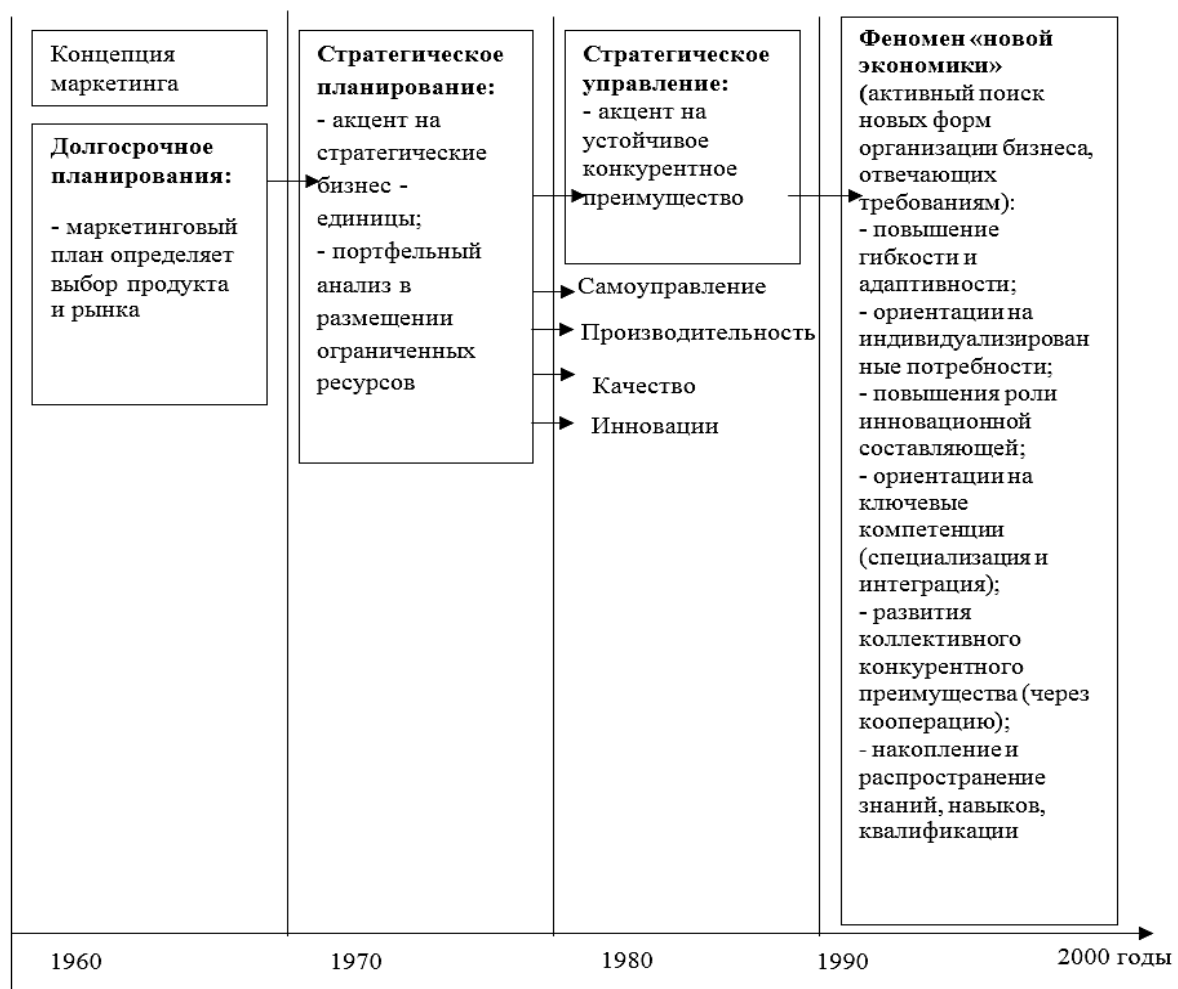 Концепция
маркетинга
Долгосрочное
планирования:
- маркетинговый
план определяет
выбор продукта
и рынка
Стратегическое
планирование:
- акцент на
стратегические
бизнес -
единицы;
- портфельный
анализ в
размещении
ограниченных
ресурсов
Стратегическое
управление:
- акцент на
устойчивое
конкурентное
преимущество
Самоуправление
Производительность
Качество
Инновации
Феномен «новой
экономики»
(активный поиск
новых форм
организации бизнеса,
отвечающих
требованиям):
- повышение
гибкости и
адаптивности;
- ориентации на
индивидуализирован
ные потребности;
- повышения роли
инновационной
составляющей;
- ориентации на
ключевые
компетенции
(специализация и
интеграция);
- развития
коллективного
конкурентного
преимущества (через
кооперацию);
- накопление и
распространение
знаний, навыков,
квалификации
1960
1970
1980
1990
2000 годы